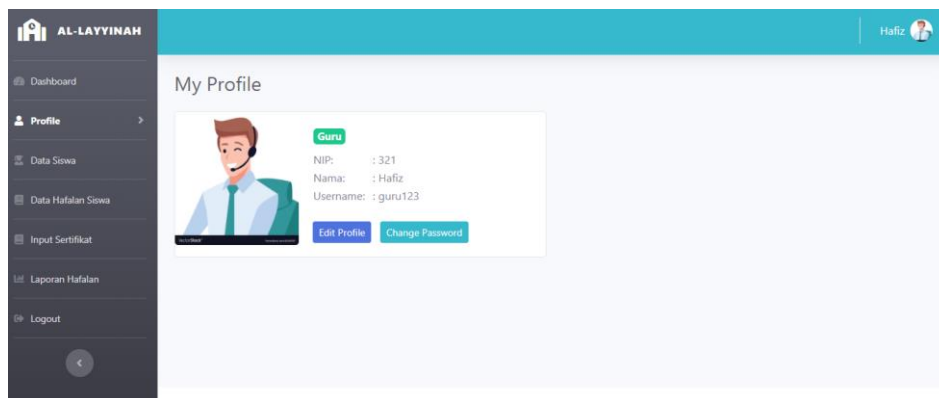 AL-LAYYINAH
Hafiz
Dashboard
Profile
Data Siswa
Data Hafalan Siswa
Input Sertifikat
Laporan Hafalan
Logout
My Profile
Guru
NIP: : 321
Nama: : Hafiz
Username: : guru123
Edit Profile Change Password
VectorStock